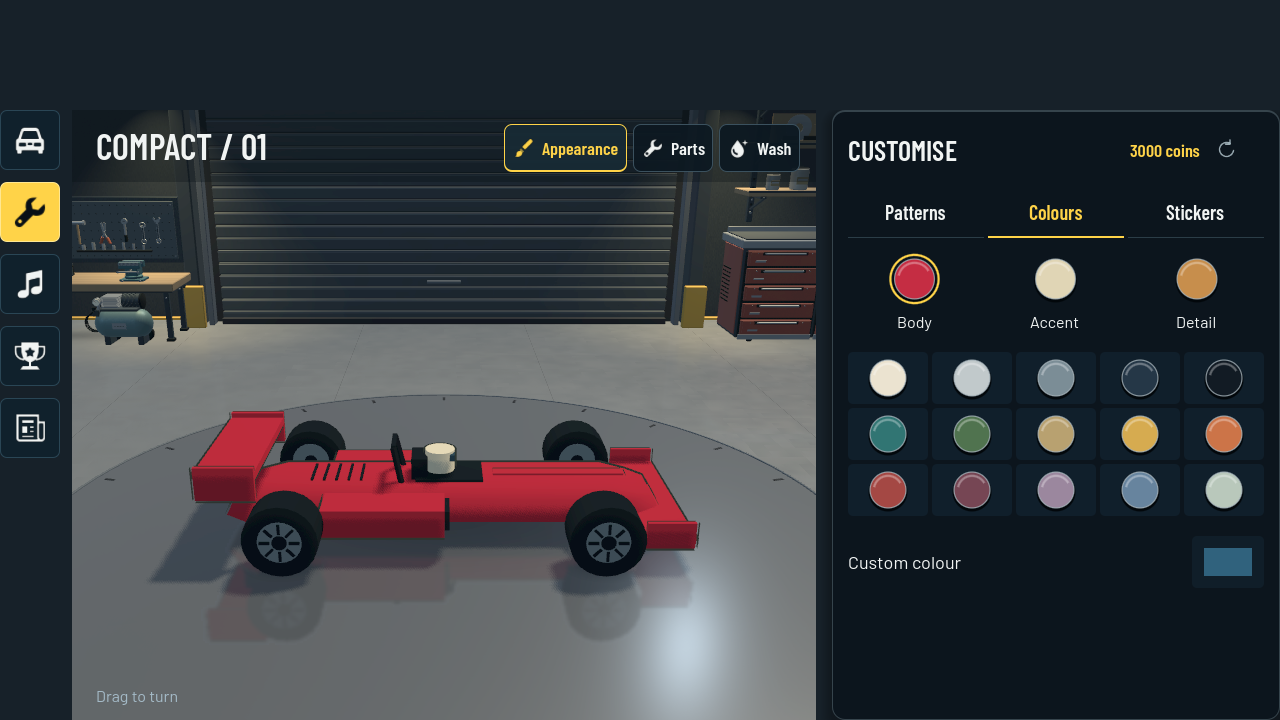 COMPACT / 01
Appearance
Parts
Wash
CUSTOMISE
3000 coins
Patterns
Colours
Stickers
Body
Accent
Detail
Custom colour
Drag to turn